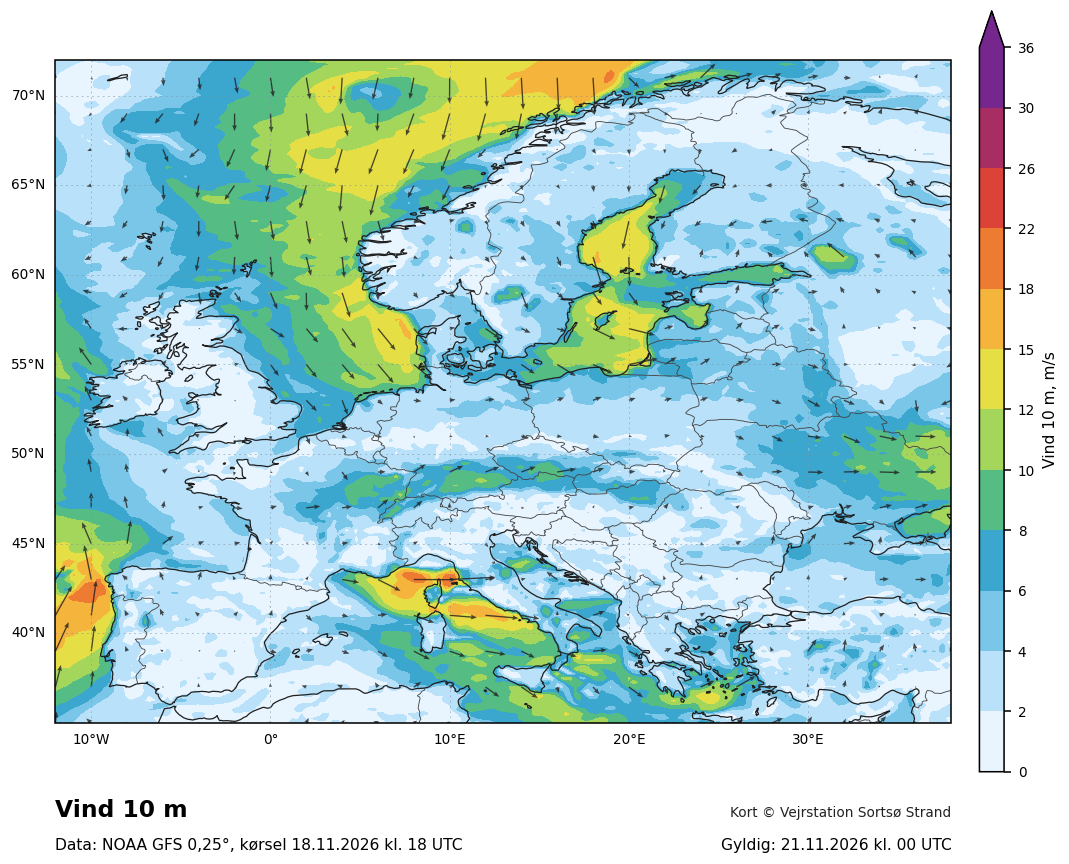 36
30
26
22
18
15
12
10
8
6
4
2
0
Vind 10 m, m/s
70°N
65°N
60°N
55°N
50°N
45°N
40°N
10°W
0°
10°E
20°E
30°E
Vind 10 m
Kort © Vejrstation Sortsø Strand
Data: NOAA GFS 0,25°, kørsel 18.11.2026 kl. 18 UTC
Gyldig: 21.11.2026 kl. 00 UTC